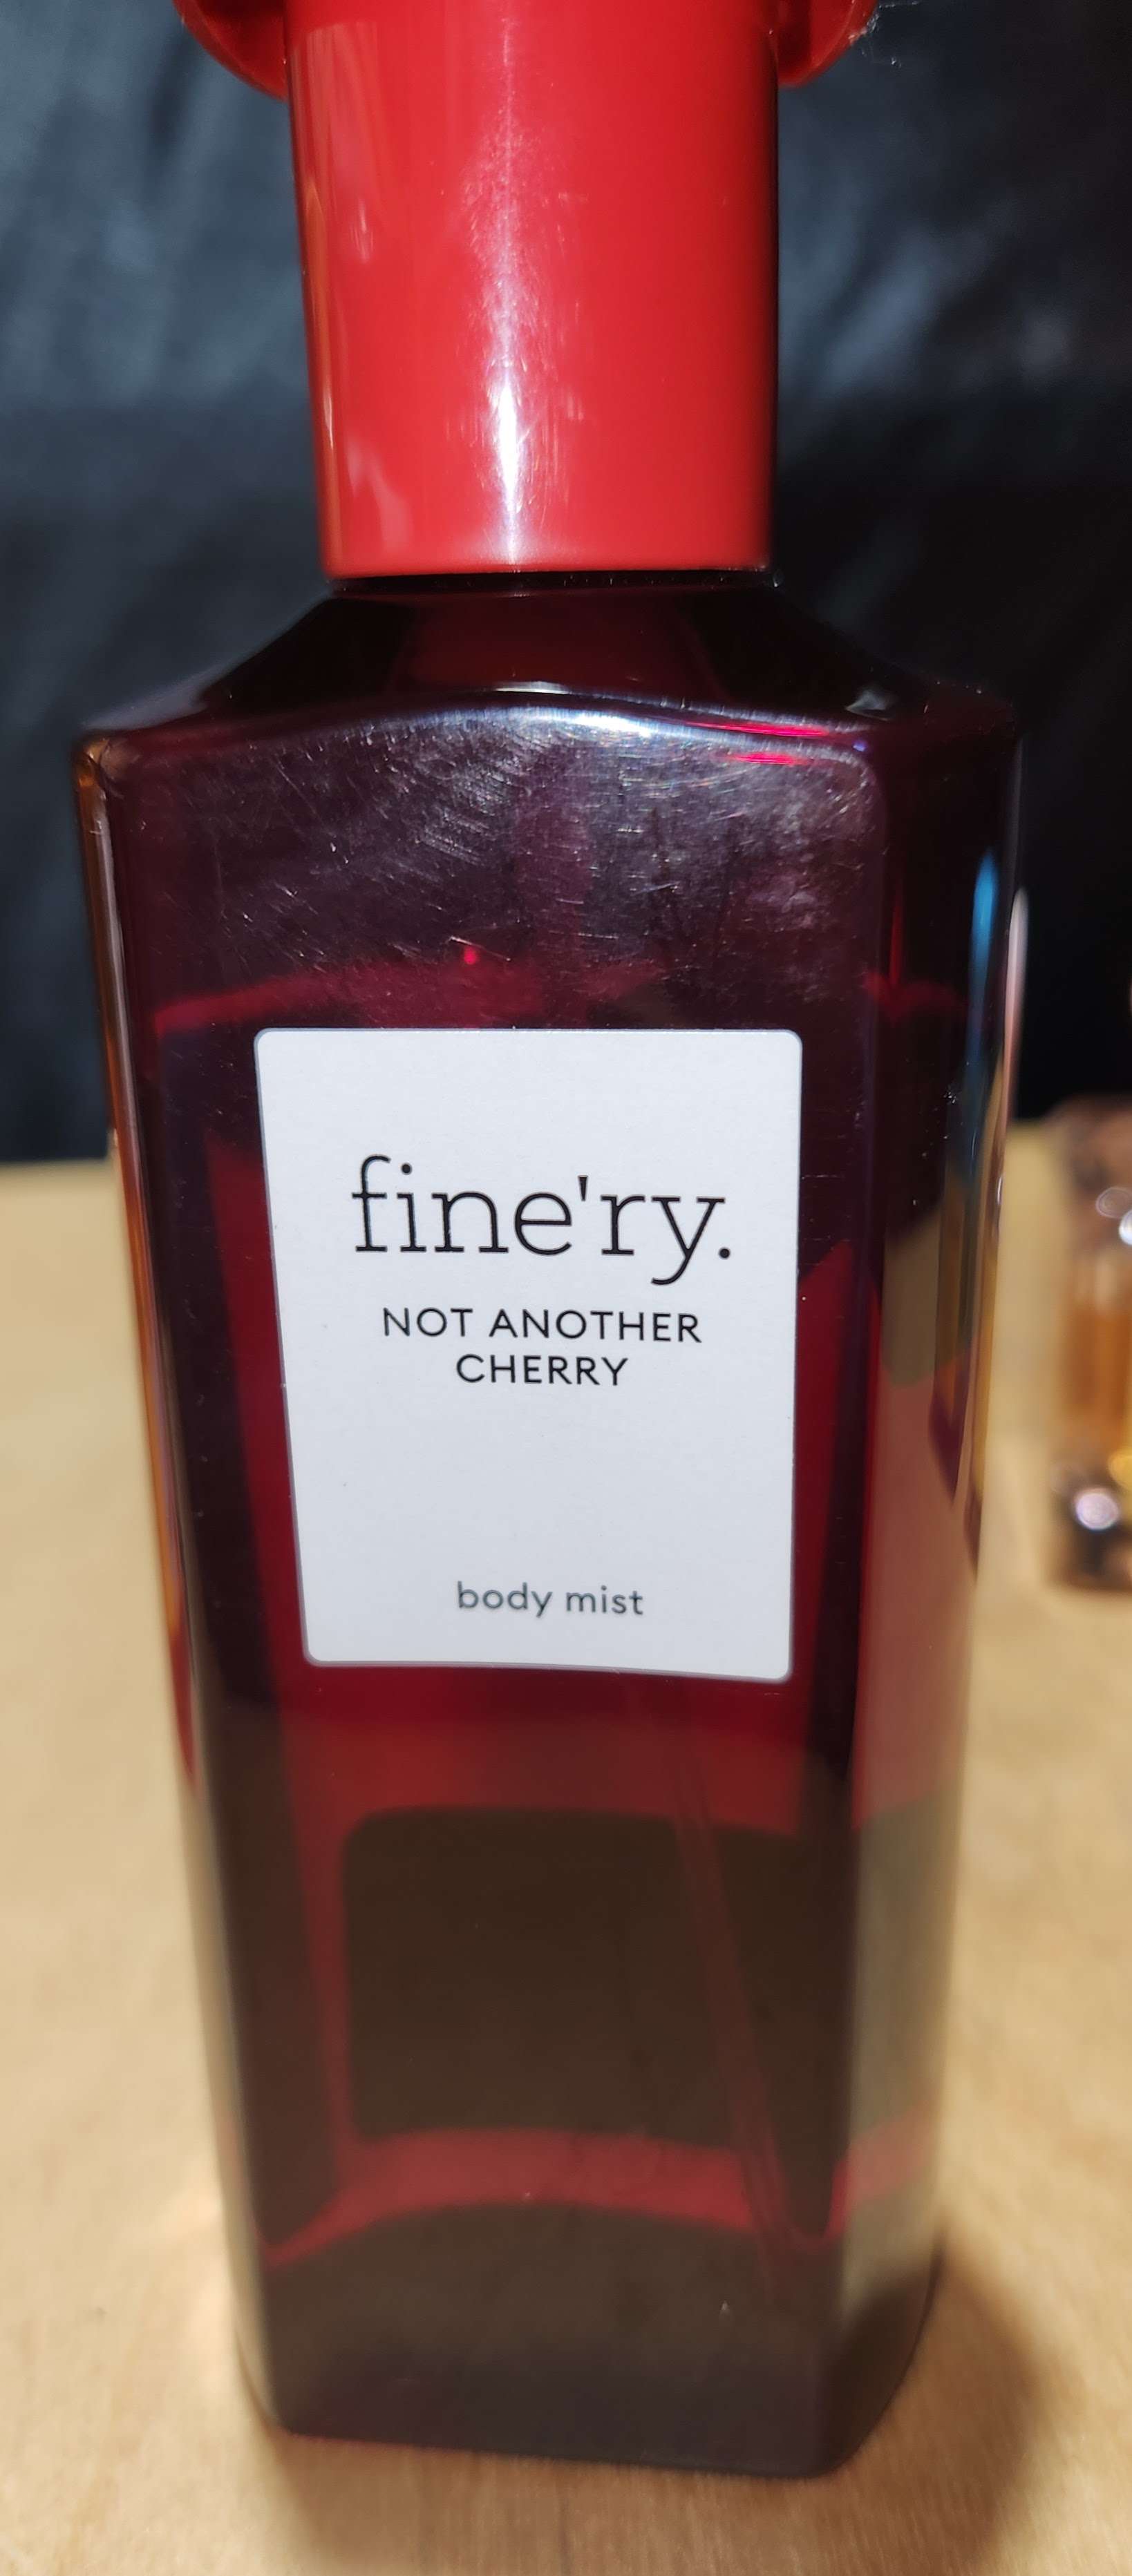 fine'ry.
NOT ANOTHER
CHERRY
body mist